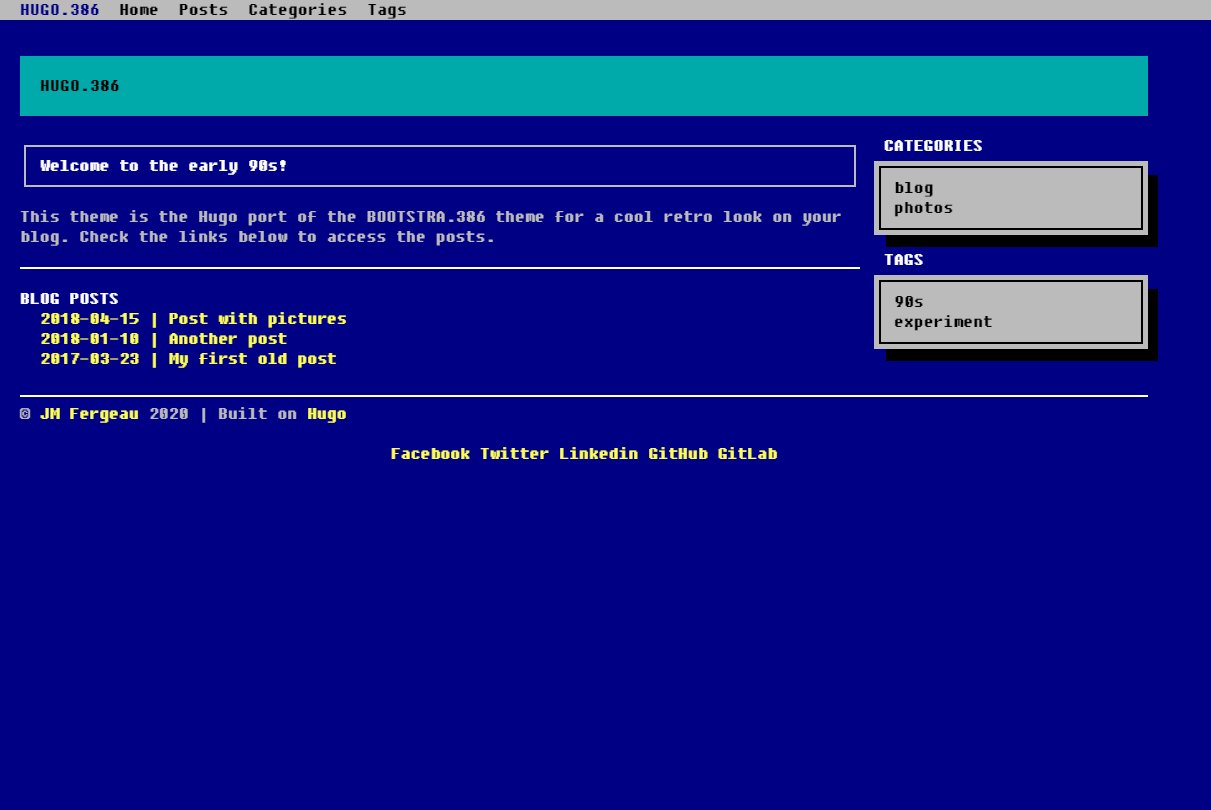 HUGO.386 Home Posts Categories Tags
HUGO.386
Welcome to the early 90s!
This theme is the Hugo port of the BOOTSTRA.386 theme for a cool retro look on your
blog. Check the links below to access the posts.
BLOG POSTS
2018-04-15 | Post with pictures
2018-01-10 | Another post
2017-03-23 | My first old post
CATEGORIES
blog
photos
TAGS
90s
experiment
© JM Fergeau 2020 | Built on Hugo
Facebook Twitter Linkedin GitHub GitLab